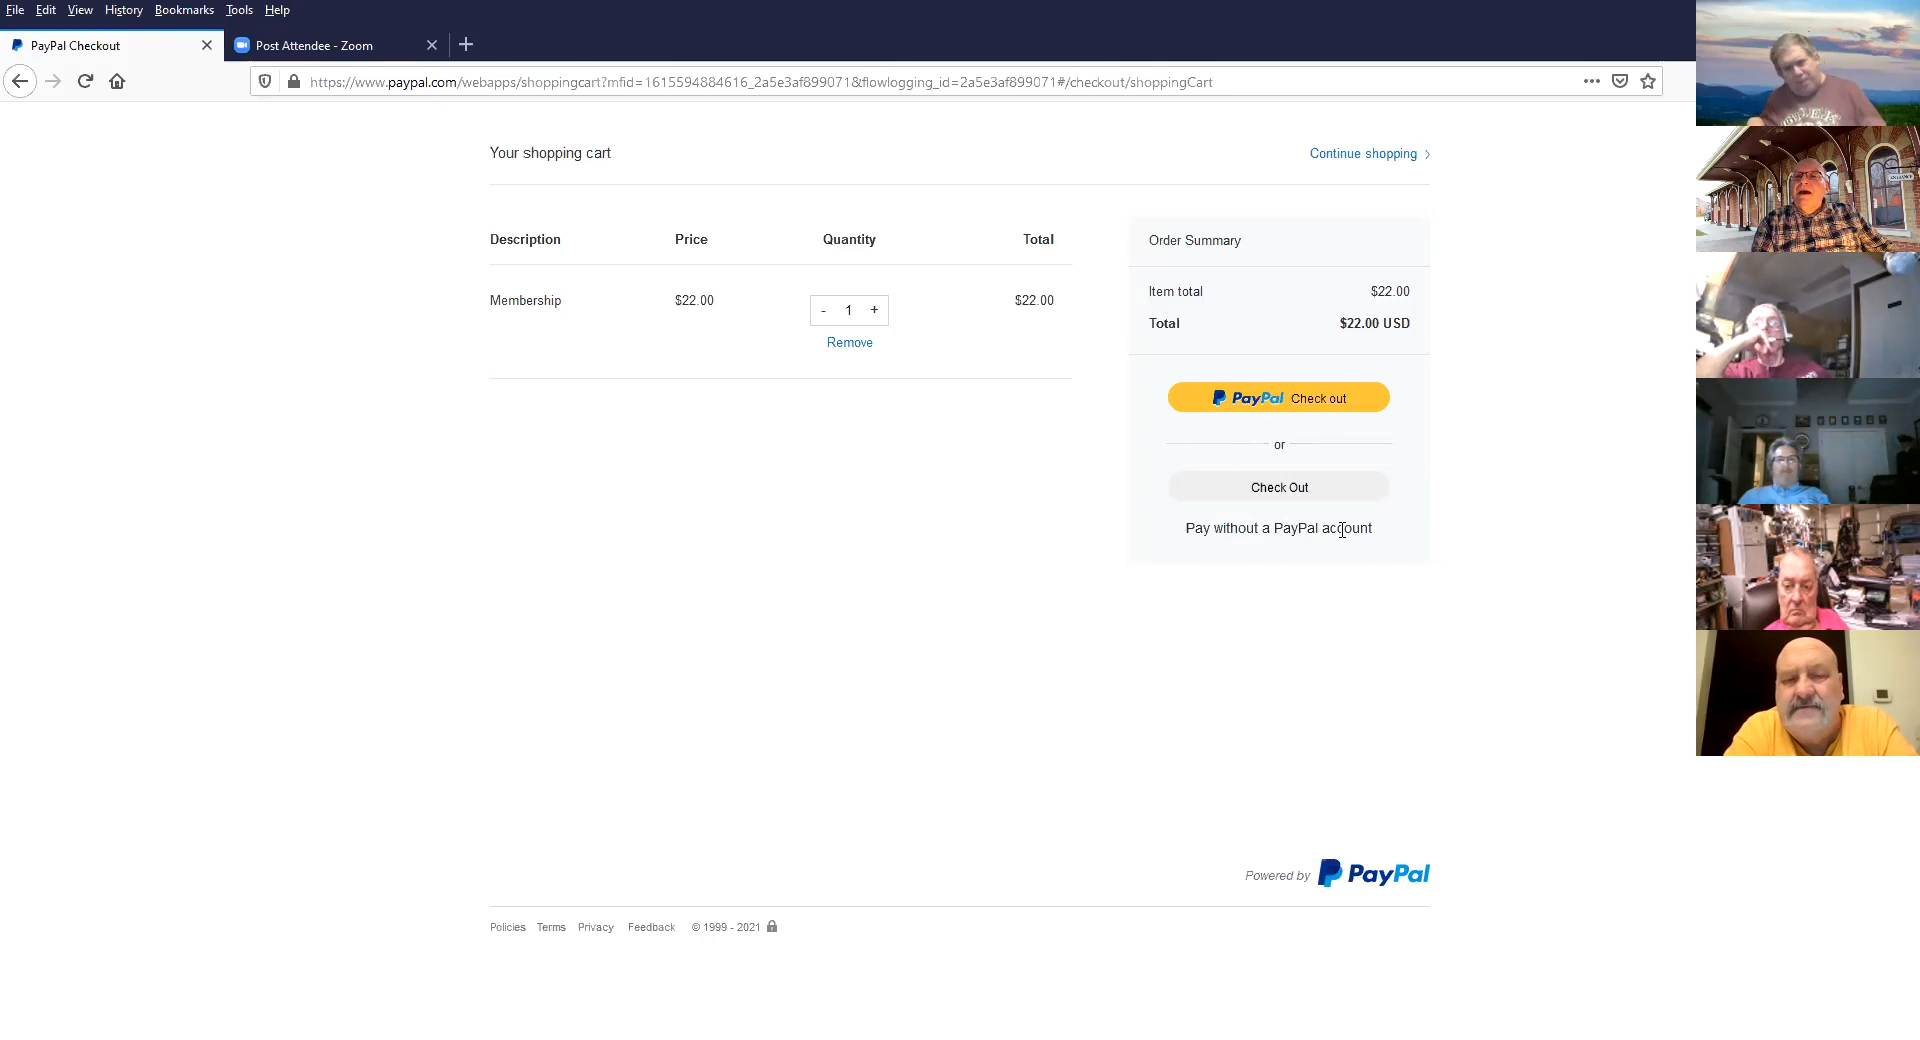 File Edit View History Bookmarks Tools Help
PayPal Checkout
Post Attendee - Zoom
https://www.paypal.com/webapps/shoppingcart?mfid=1615594884616_2a5e3af899071&flowlogging_id=2a5e3af899071#/checkout/shoppingCart
Your shopping cart
Continue shopping
Description Price Quantity Total
Membership $22.00 - 1 + $22.00
Remove
Order Summary
Item total $22.00
Total $22.00 USD
PayPal Check out
or
Check Out
Pay without a PayPal account
Powered by PayPal
Policies Terms Privacy Feedback © 1999 - 2021
ENTRANCE